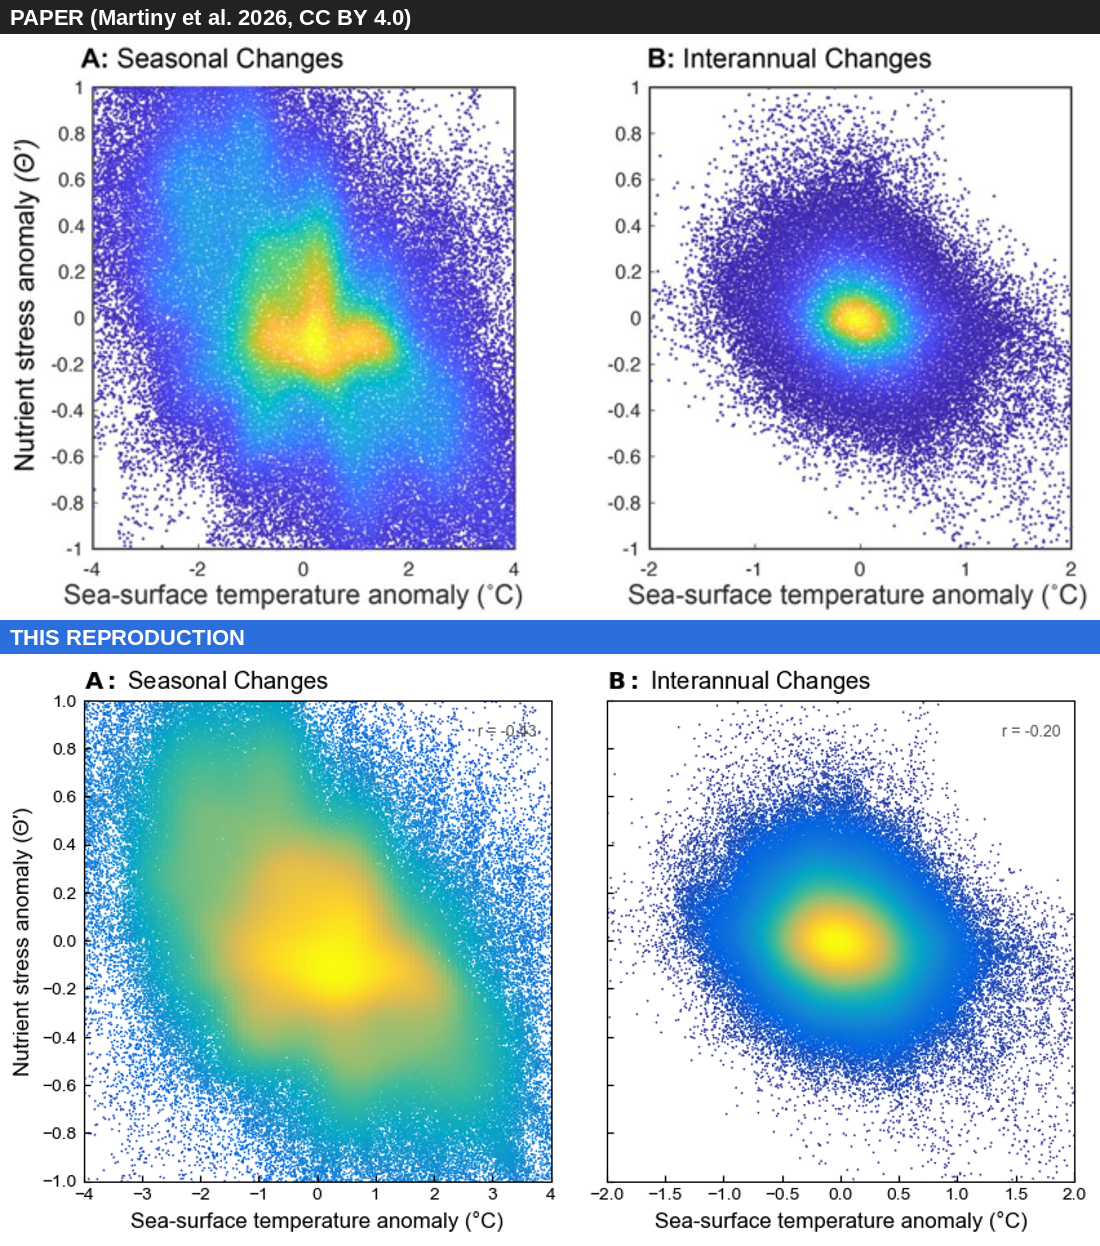 PAPER (Martiny et al. 2026, CC BY 4.0)
A: Seasonal Changes
B: Interannual Changes
Nutrient stress anomaly (Θ')
1
0.8
0.6
0.4
0.2
0
-0.2
-0.4
-0.6
-0.8
-1
-4 -2 0 2 4
Sea-surface temperature anomaly (°C)
1
0.8
0.6
0.4
0.2
0
-0.2
-0.4
-0.6
-0.8
-1
-2 -1 0 1 2
Sea-surface temperature anomaly (°C)
THIS REPRODUCTION
A: Seasonal Changes
B: Interannual Changes
Nutrient stress anomaly (Θ')
1.0
0.8
0.6
0.4
0.2
0.0
−0.2
−0.4
−0.6
−0.8
−1.0
r = -0.43
−4 −3 −2 −1 0 1 2 3 4
Sea-surface temperature anomaly (°C)
r = -0.20
−2.0 −1.5 −1.0 −0.5 0.0 0.5 1.0 1.5 2.0
Sea-surface temperature anomaly (°C)